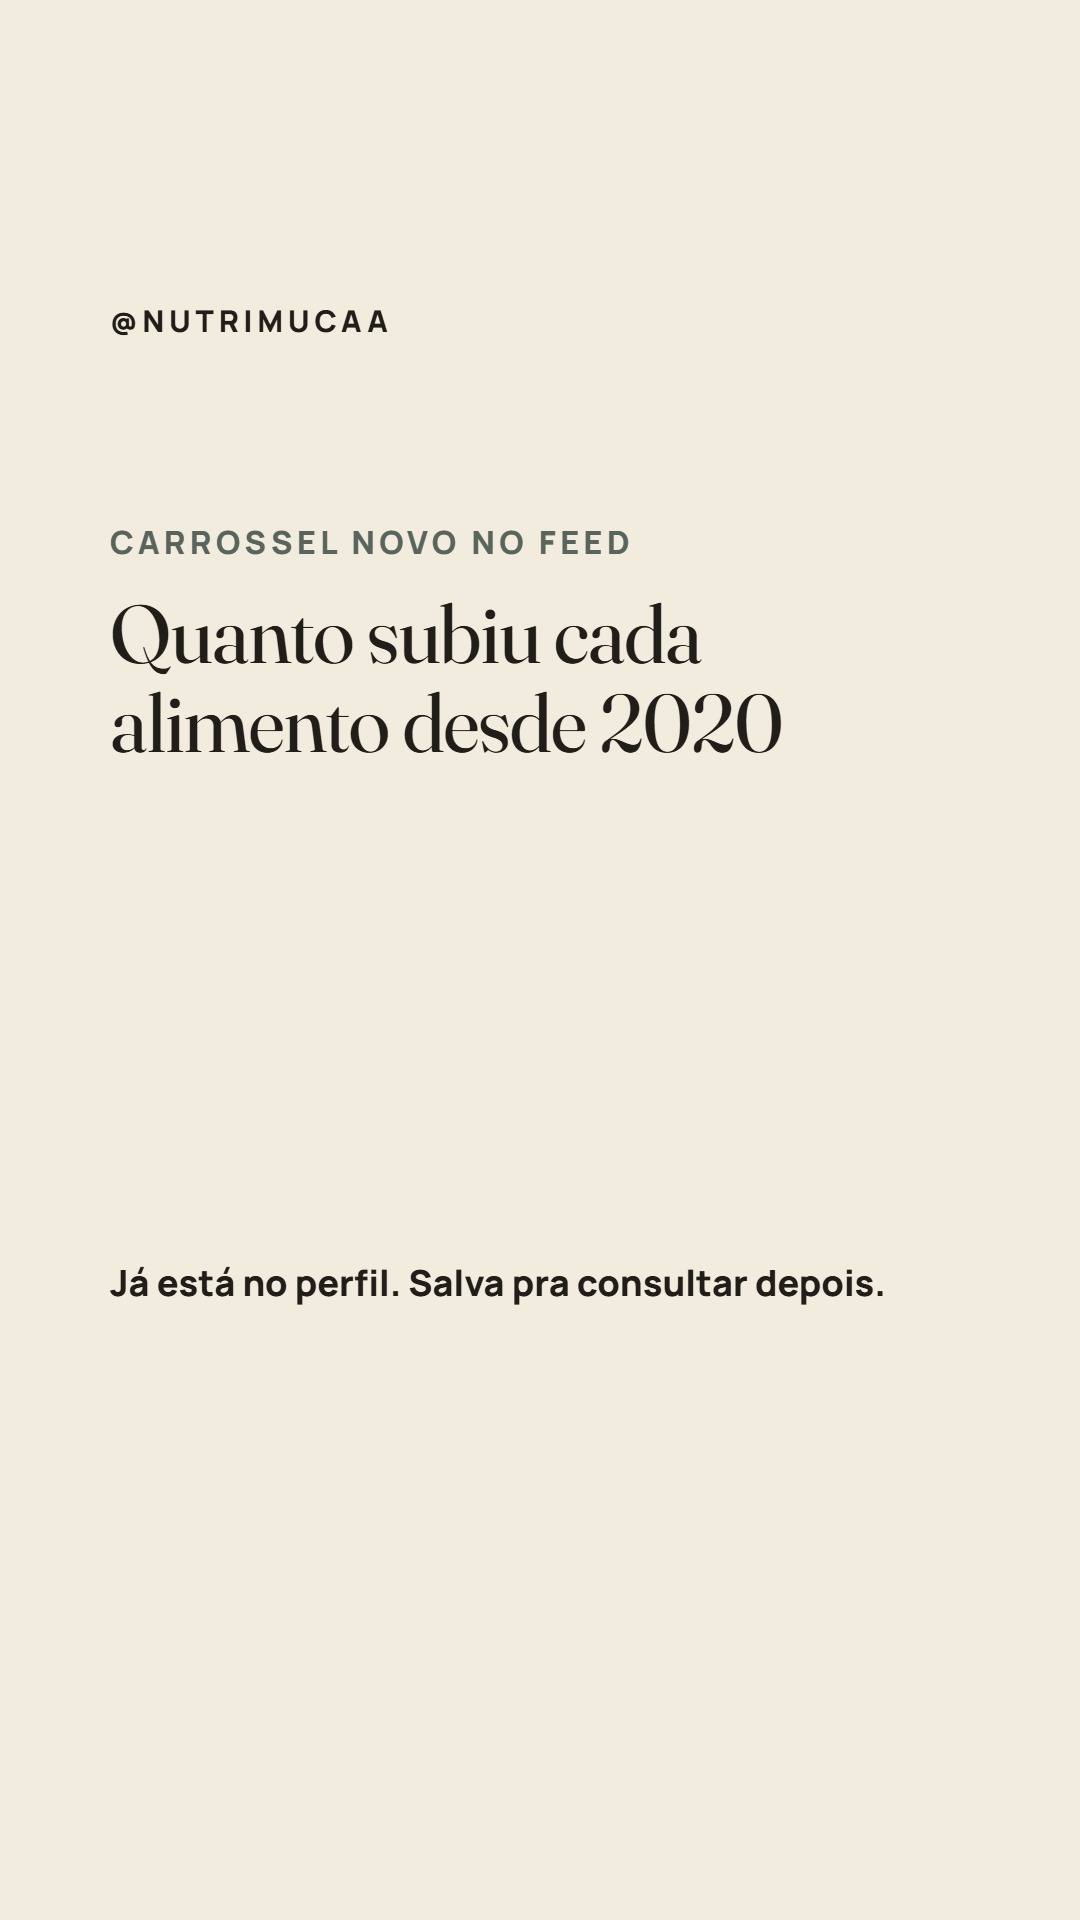 @NUTRIMUCAA
CARROSSEL NOVO NO FEED
Quanto subiu cada
alimento desde 2020
Já está no perfil. Salva pra consultar depois.